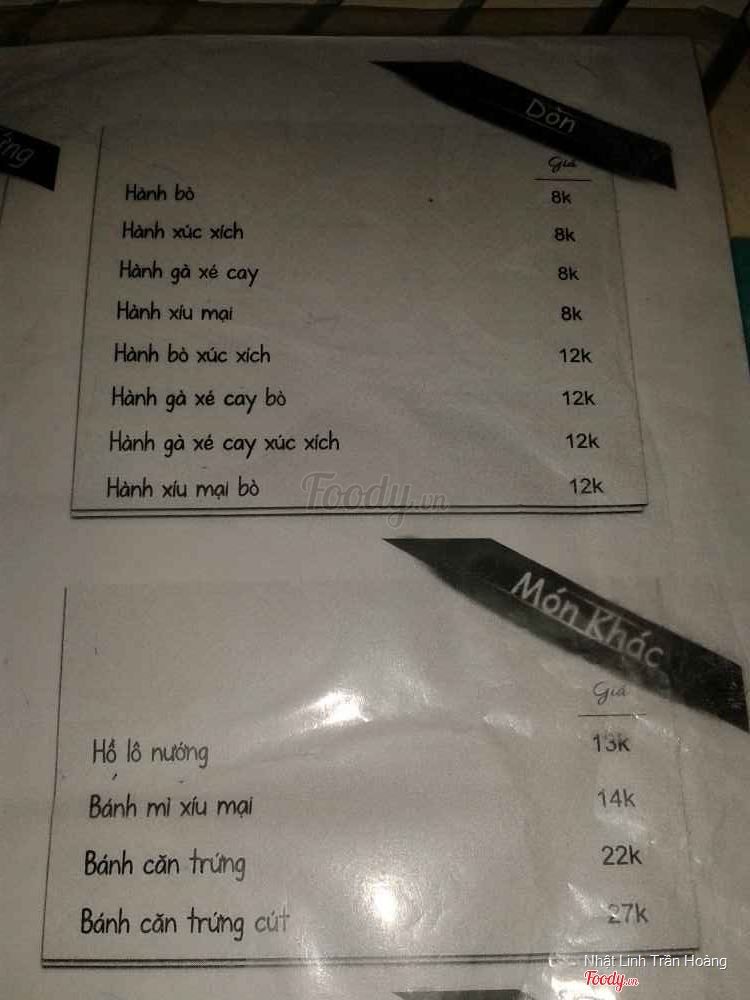 Dồn
Giá
Hành bò 8k
Hành xúc xích 8k
Hành gà xé cay 8k
Hành xíu mại 8k
Hành bò xúc xích 12k
Hành gà xé cay bò 12k
Hành gà xé cay xúc xích 12k
Hành xíu mại bò 12k
Foody.vn
Món Khác
Giá
Hồ lô nướng 13k
Bánh mì xíu mại 14k
Bánh căn trứng 22k
Bánh căn trứng cút 27k
Nhật Linh Trần Hoàng
Foody.vn